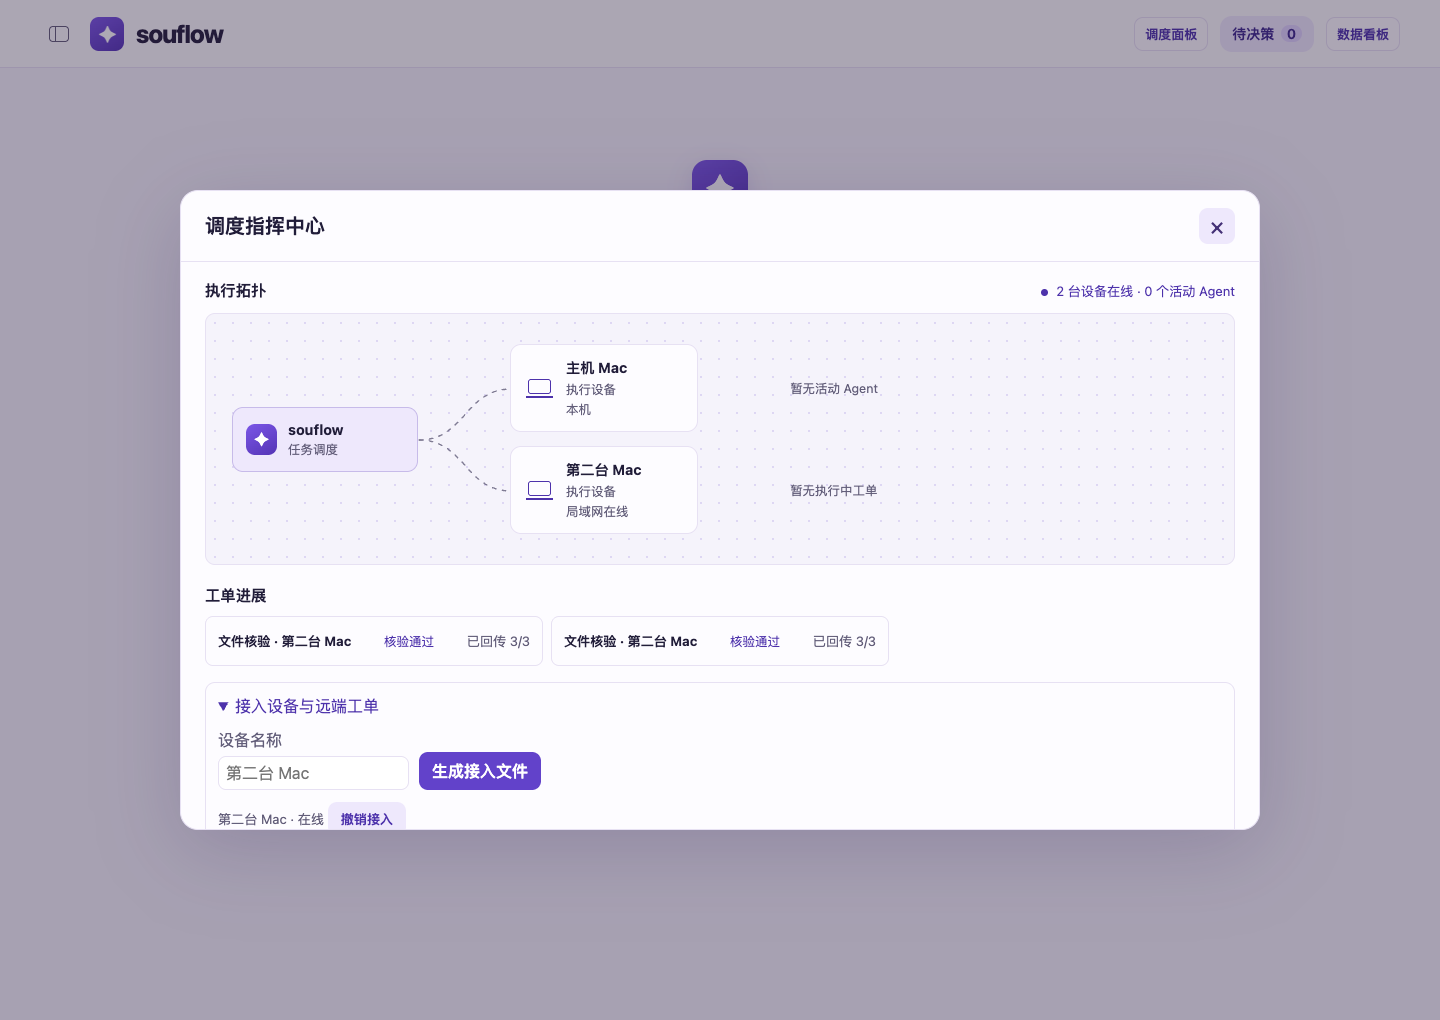 souflow
调度面板
待决策 0
数据看板
调度指挥中心
×
执行拓扑
2 台设备在线 · 0 个活动 Agent
souflow
任务调度
主机 Mac
执行设备
本机
暂无活动 Agent
第二台 Mac
执行设备
局域网在线
暂无执行中工单
工单进展
文件核验 · 第二台 Mac 核验通过 已回传 3/3
文件核验 · 第二台 Mac 核验通过 已回传 3/3
▼ 接入设备与远端工单
设备名称
第二台 Mac
生成接入文件
第二台 Mac · 在线 撤销接入